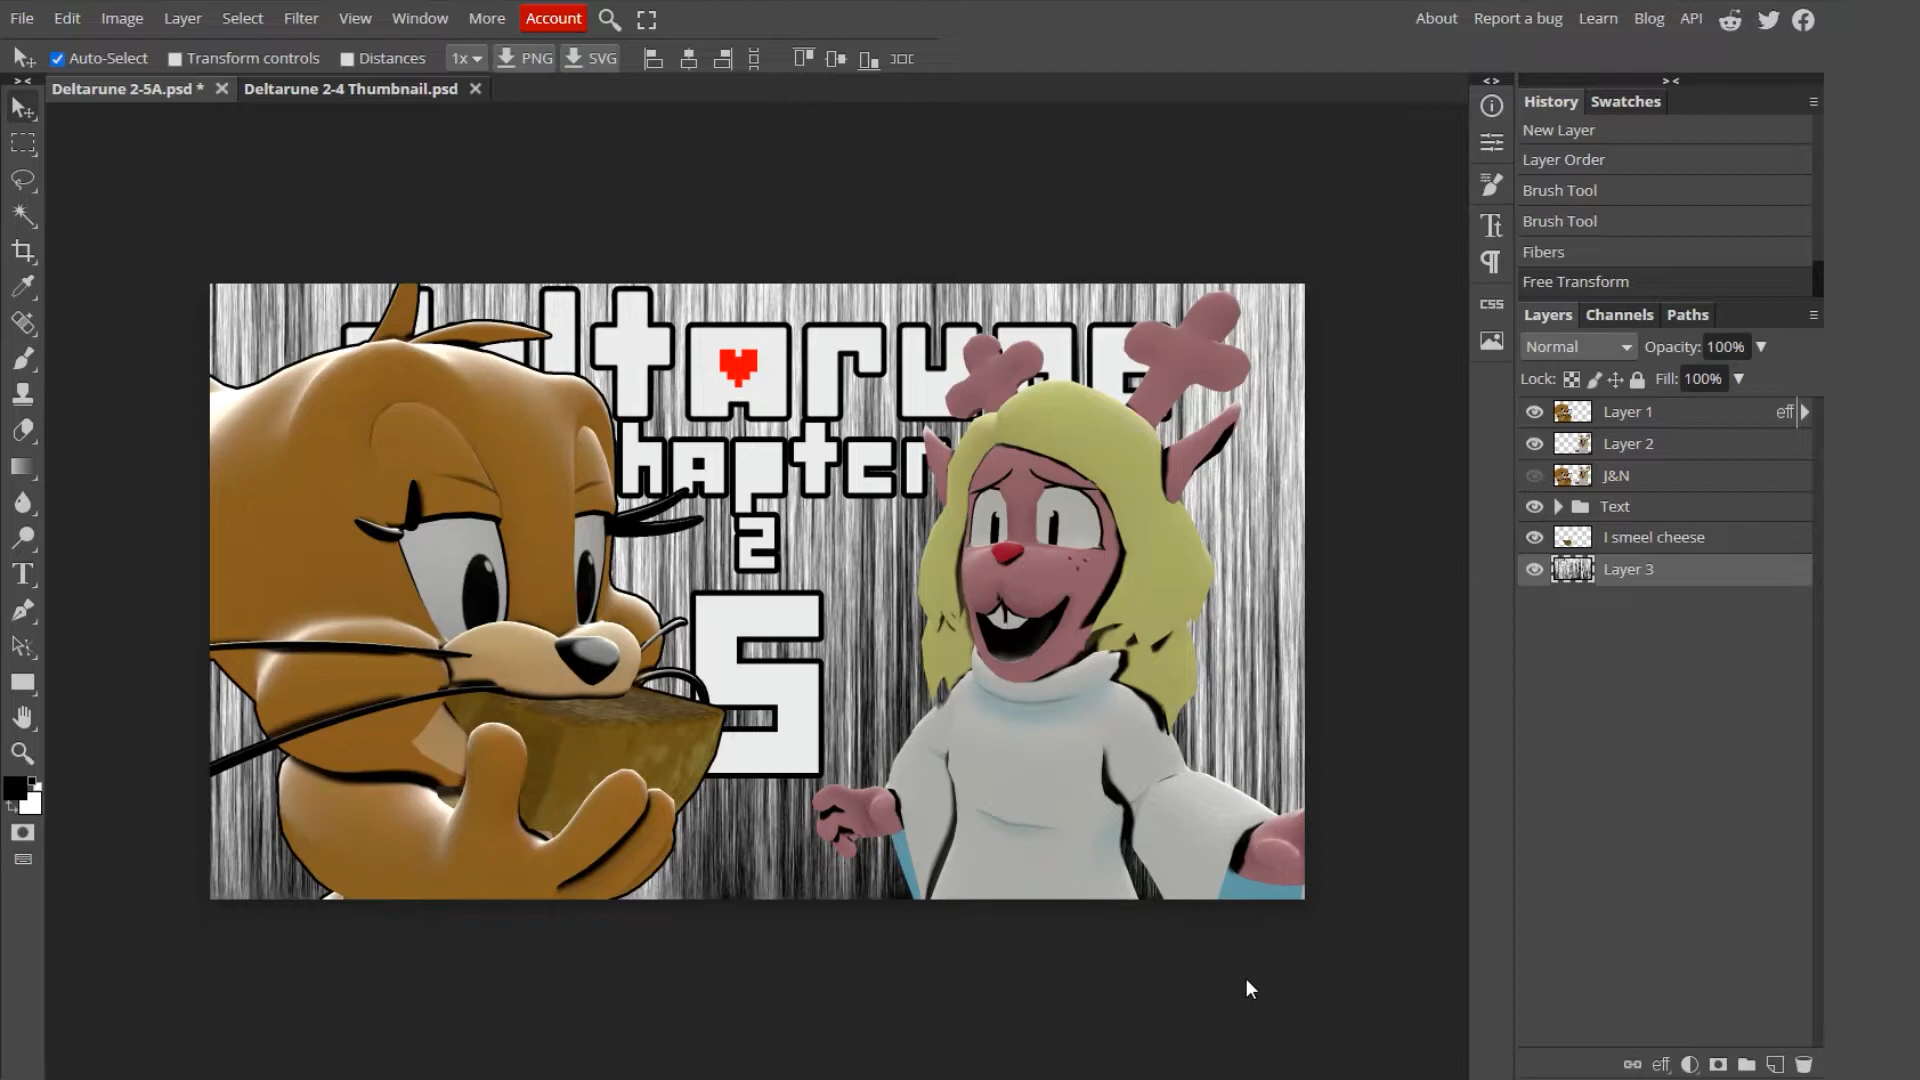 File Edit Image Layer Select Filter View Window More Account
About Report a bug Learn Blog API
Auto-Select Transform controls Distances 1x PNG SVG
Deltarune 2-5A.psd * Deltarune 2-4 Thumbnail.psd
History Swatches
New Layer
Layer Order
Brush Tool
Brush Tool
Fibers
Free Transform
CSS
Layers Channels Paths
Normal Opacity: 100%
Lock: Fill: 100%
Layer 1 eff
Layer 2
J&N
Text
I smeel cheese
Layer 3
eff
ltarune
hapter
2
5